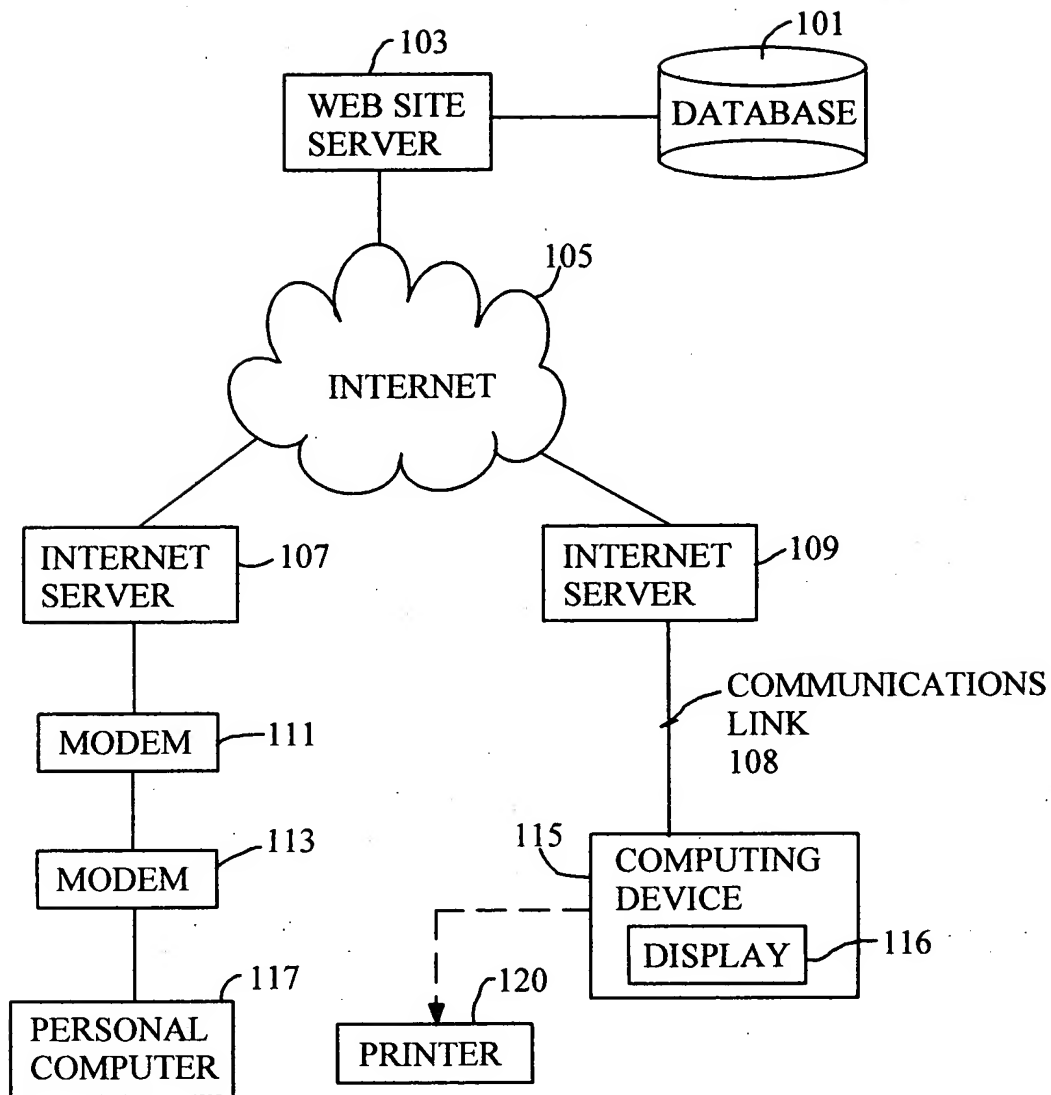 103
101
WEB SITE
SERVER
DATABASE
105
INTERNET
INTERNET
SERVER
107
INTERNET
SERVER
109
COMMUNICATIONS
LINK
108
MODEM
111
113
MODEM
115
COMPUTING
DEVICE
DISPLAY
116
117
PERSONAL
COMPUTER
120
PRINTER